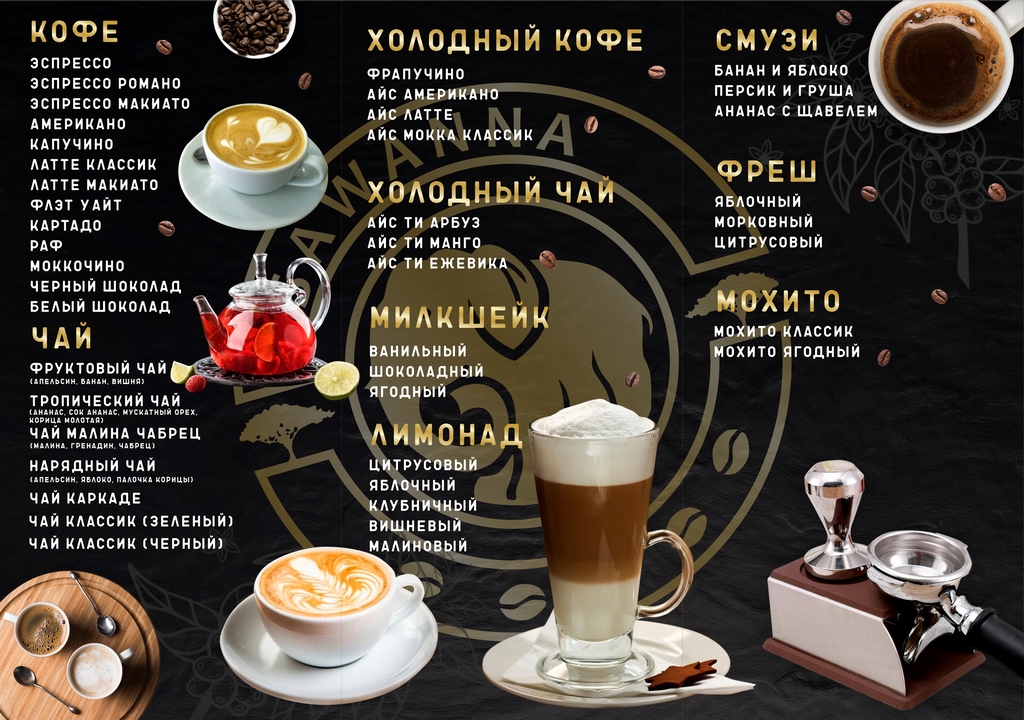 КОФЕ
ЭСПРЕССО
ЭСПРЕССО РОМАНО
ЭСПРЕССО МАКИАТО
АМЕРИКАНО
КАПУЧИНО
ЛАТТЕ КЛАССИК
ЛАТТЕ МАКИАТО
ФЛЭТ УАЙТ
КАРТАДО
РАФ
МОККОЧИНО
ЧЕРНЫЙ ШОКОЛАД
БЕЛЫЙ ШОКОЛАД
ЧАЙ
ФРУКТОВЫЙ ЧАЙ
(АПЕЛЬСИН, БАНАН, ВИШНЯ)
ТРОПИЧЕСКИЙ ЧАЙ
(АНАНАС, СОК АНАНАС, МУСКАТНЫЙ ОРЕХ,
КОРИЦА МОЛОТАЯ)
ЧАЙ МАЛИНА ЧАБРЕЦ
(МАЛИНА, ГРЕНАДИН, ЧАБРЕЦ)
НАРЯДНЫЙ ЧАЙ
(АПЕЛЬСИН, ЯБЛОКО, ПАЛОЧКА КОРИЦЫ)
ЧАЙ КАРКАДЕ
ЧАЙ КЛАССИК (ЗЕЛЕНЫЙ)
ЧАЙ КЛАССИК (ЧЕРНЫЙ)
ХОЛОДНЫЙ КОФЕ
ФРАПУЧИНО
АЙС АМЕРИКАНО
АЙС ЛАТТЕ
АЙС МОККА КЛАССИК
ХОЛОДНЫЙ ЧАЙ
АЙС ТИ АРБУЗ
АЙС ТИ МАНГО
АЙС ТИ ЕЖЕВИКА
МИЛКШЕЙК
ВАНИЛЬНЫЙ
ШОКОЛАДНЫЙ
ЯГОДНЫЙ
ЛИМОНАД
ЦИТРУСОВЫЙ
ЯБЛОЧНЫЙ
КЛУБНИЧНЫЙ
ВИШНЕВЫЙ
МАЛИНОВЫЙ
СМУЗИ
БАНАН И ЯБЛОКО
ПЕРСИК И ГРУША
АНАНАС С ЩАВЕЛЕМ
ФРЕШ
ЯБЛОЧНЫЙ
МОРКОВНЫЙ
ЦИТРУСОВЫЙ
МОХИТО
МОХИТО КЛАССИК
МОХИТО ЯГОДНЫЙ